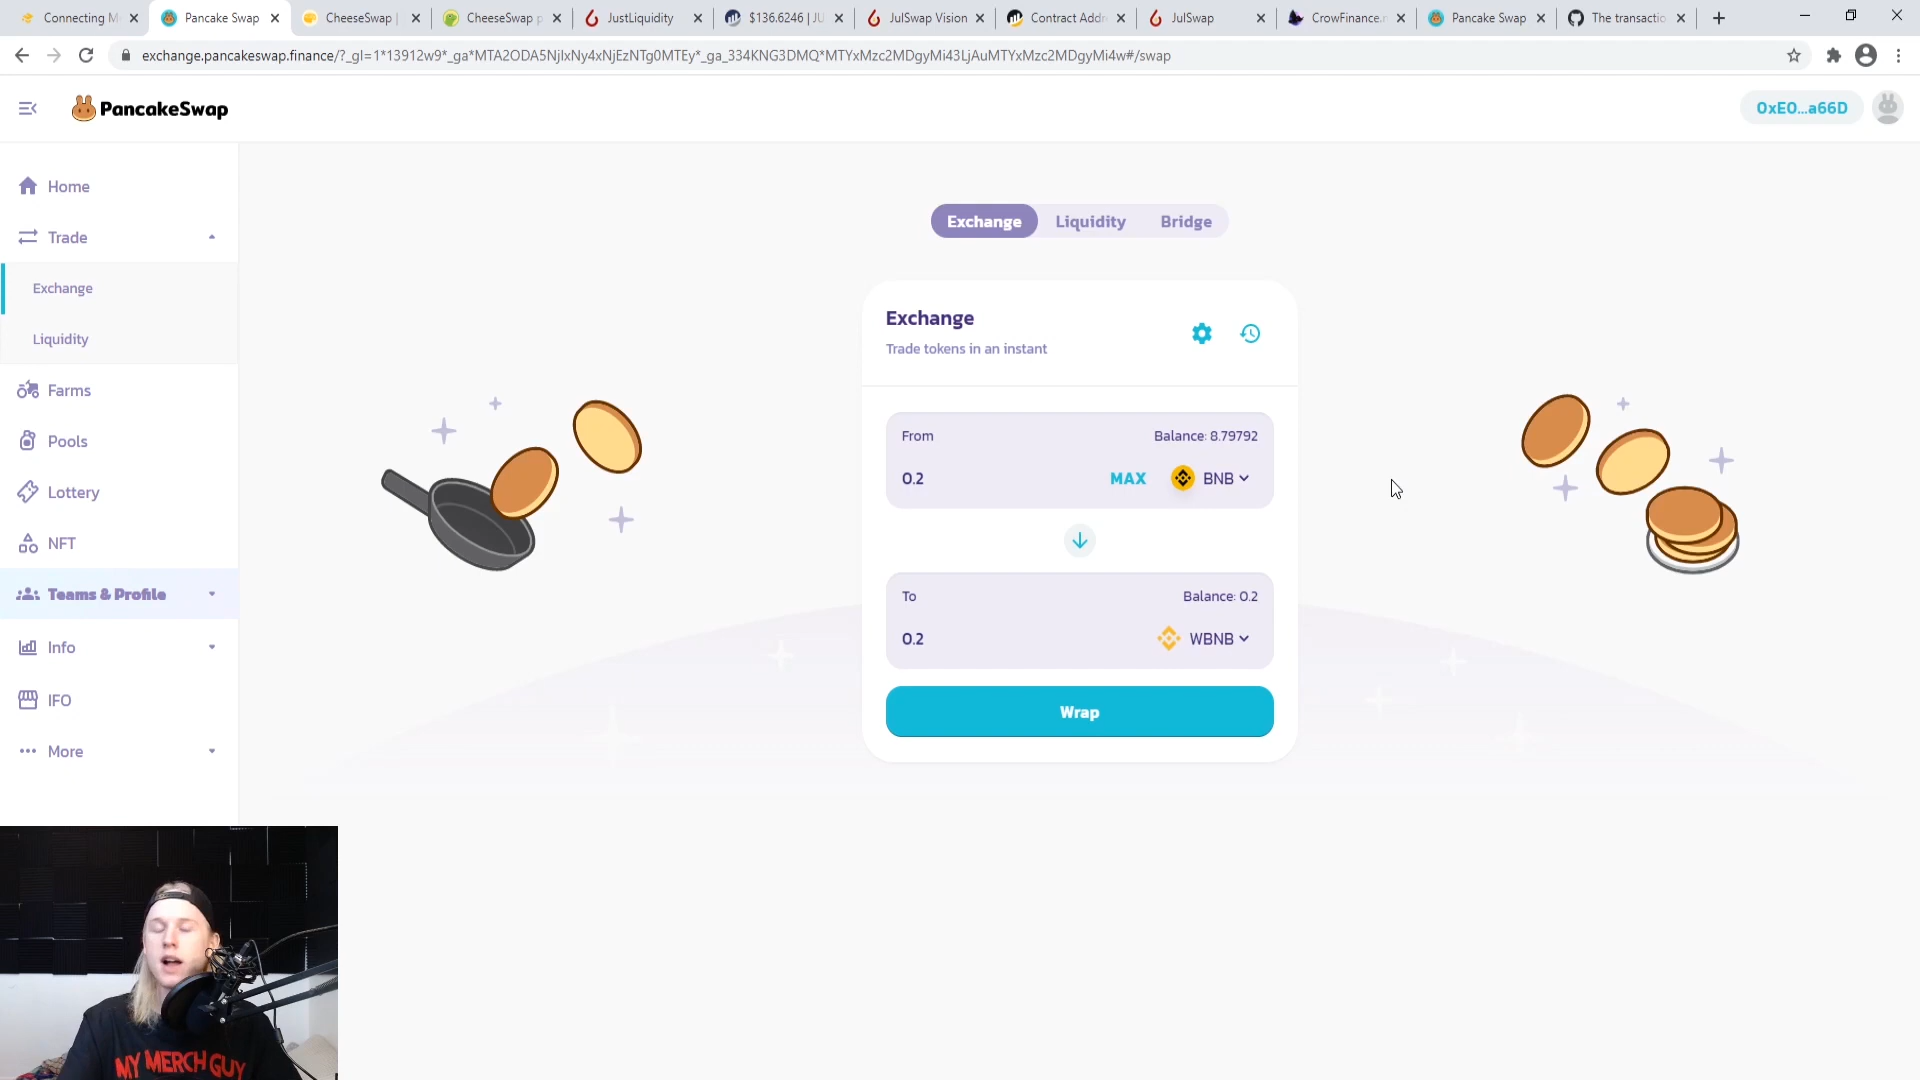 Connecting M
Pancake Swap
CheeseSwap |
CheeseSwap p
JustLiquidity
$136.6246 | JU
JulSwap Vision
Contract Addr
JulSwap
CrowFinance.n
Pancake Swap
The transactio
exchange.pancakeswap.finance/?_gl=1*13912w9*_ga*MTA2ODA5NjIxNy4xNjEzNTg0MTEy*_ga_334KNG3DMQ*MTYxMzc2MDgyMi43LjAuMTYxMzc2MDgyMi4w#/swap
PancakeSwap
0xE0...a66D
Home
Trade
Exchange
Liquidity
Farms
Pools
Lottery
NFT
Teams & Profile
Info
IFO
More
Exchange
Liquidity
Bridge
Exchange
Trade tokens in an instant
From
Balance: 8.79792
0.2
MAX
BNB
To
Balance: 0.2
0.2
WBNB
Wrap
MY MERCH GUY